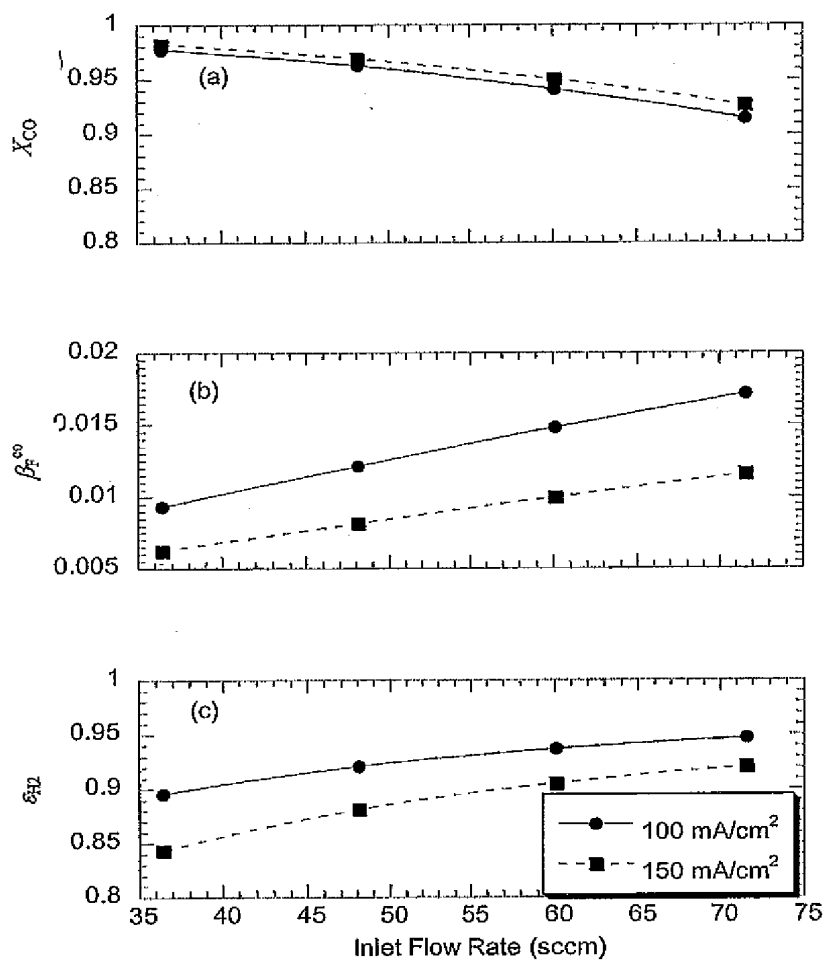 1
0.95
(a)
X_CO
0.9
0.85
0.8
0.02
(b)
0.015
β_F^co
0.01
0.005
1
(c)
0.95
0.9
ε_H2
0.85
0.8
100 mA/cm²
150 mA/cm²
35 40 45 50 55 60 65 70 75
Inlet Flow Rate (sccm)